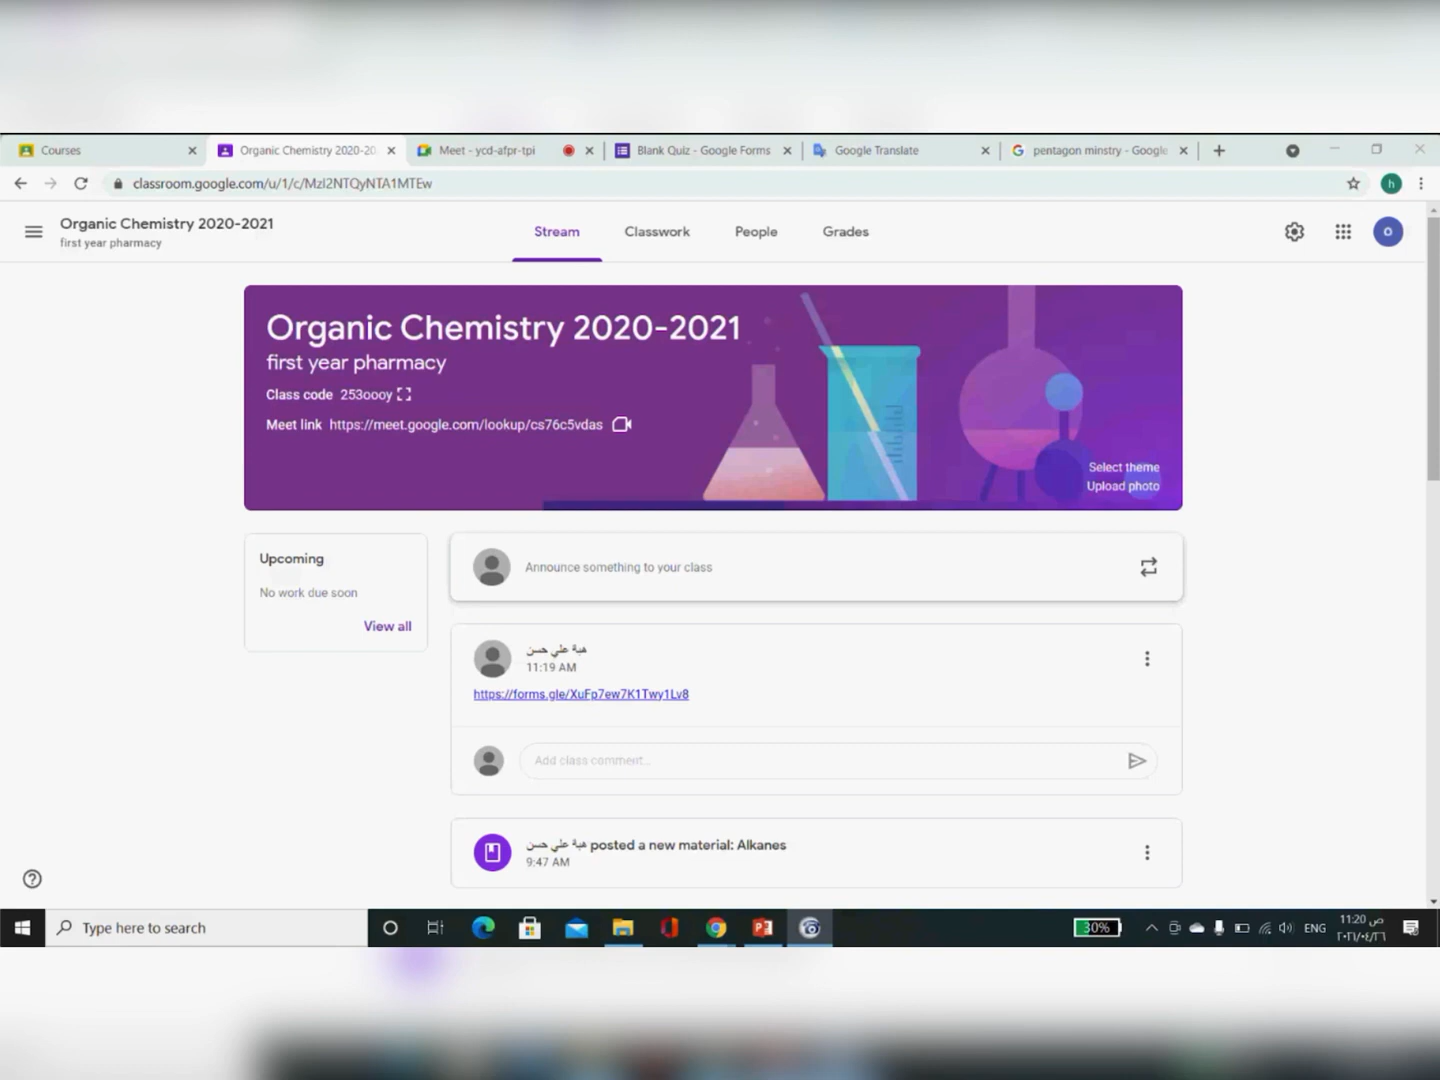 Courses
Organic Chemistry 2020-20
Meet - ycd-afpr-tpi
Blank Quiz - Google Forms
Google Translate
pentagon minstry - Google
classroom.google.com/u/1/c/MzI2NTQyNTA1MTEw
h
Organic Chemistry 2020-2021
first year pharmacy
Stream
Classwork
People
Grades
O
Organic Chemistry 2020-2021
first year pharmacy
Class code 253oooy
Meet link https://meet.google.com/lookup/cs76c5vdas
Select theme
Upload photo
Upcoming
No work due soon
View all
Announce something to your class
هبة علي حسن
11:19 AM
https://forms.gle/XuFp7ew7K1Twy1Lv8
Add class comment...
هبة علي حسن posted a new material: Alkanes
9:47 AM
Type here to search
30%
ENG
11:20 ص
٢٠٢١/٠٤/٢٦